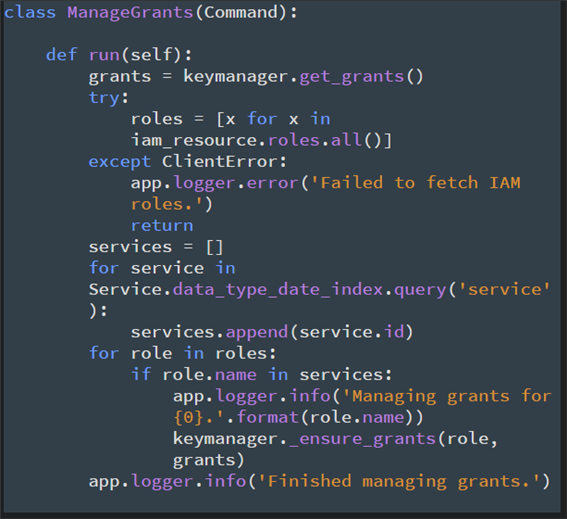 class ManageGrants(Command):
def run(self):
grants = keymanager.get_grants()
try:
roles = [x for x in
iam_resource.roles.all()]
except ClientError:
app.logger.error('Failed to fetch IAM
roles.')
return
services = []
for service in
Service.data_type_date_index.query('service'
):
services.append(service.id)
for role in roles:
if role.name in services:
app.logger.info('Managing grants for
{0}.'.format(role.name))
keymanager._ensure_grants(role,
grants)
app.logger.info('Finished managing grants.')